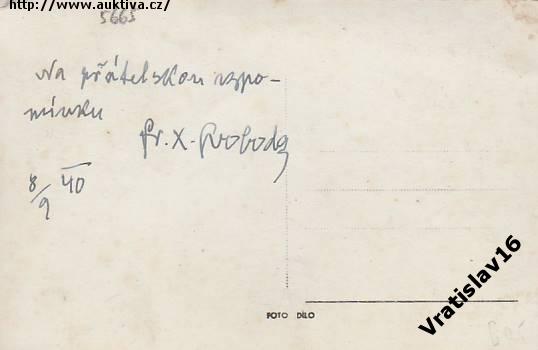 http://www.auktiva.cz/
5663
Na přátelskou vzpo-
mínku
Fr. X. Svoboda
8/9 40
FOTO DÍLO
Vratislav16